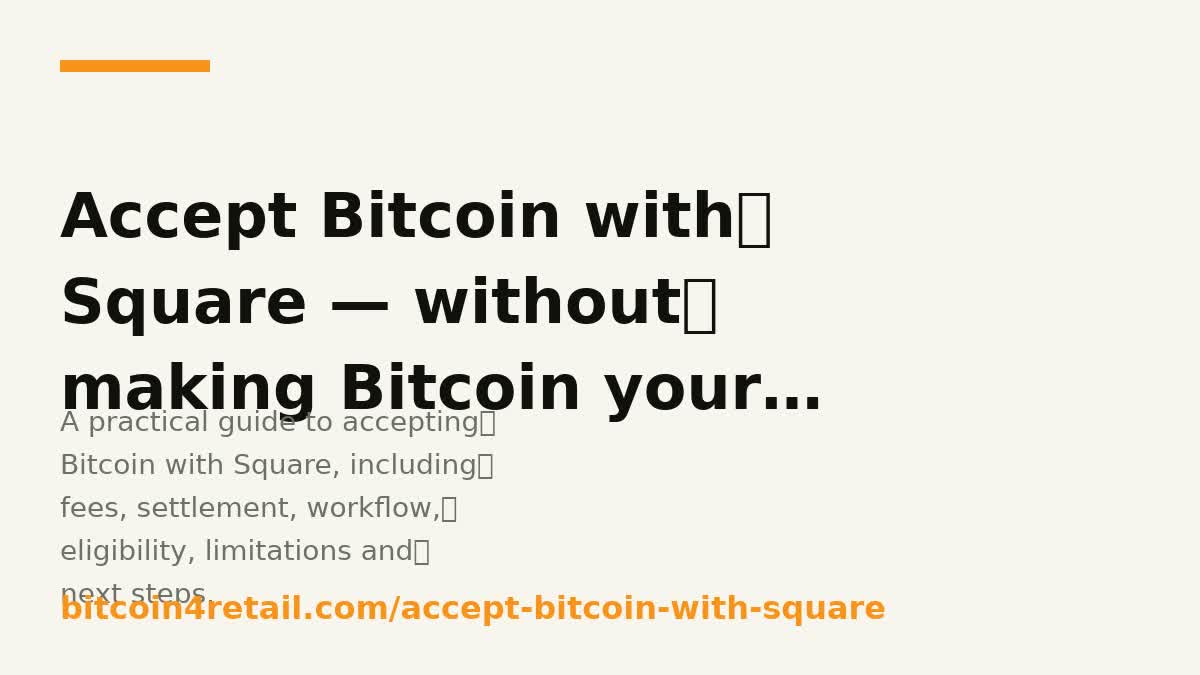 Accept Bitcoin with▯
Square — without▯
making Bitcoin your…
A practical guide to accepting▯
Bitcoin with Square, including▯
fees, settlement, workflow,▯
eligibility, limitations and▯
next steps.
bitcoin4retail.com/accept-bitcoin-with-square